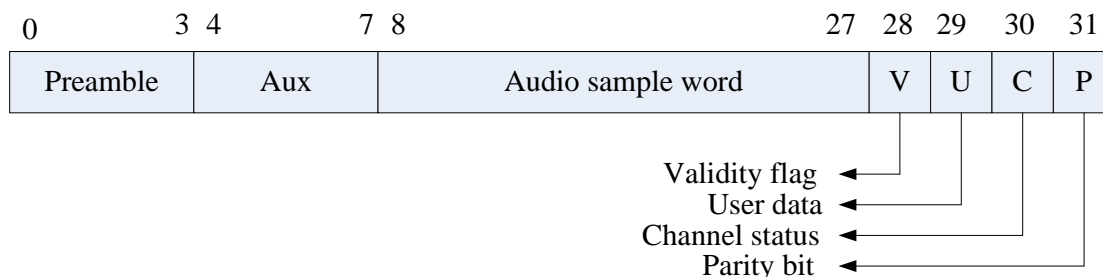 0 3 4 7 8 27 28 29 30 31
Preamble Aux Audio sample word V U C P
Validity flag
User data
Channel status
Parity bit